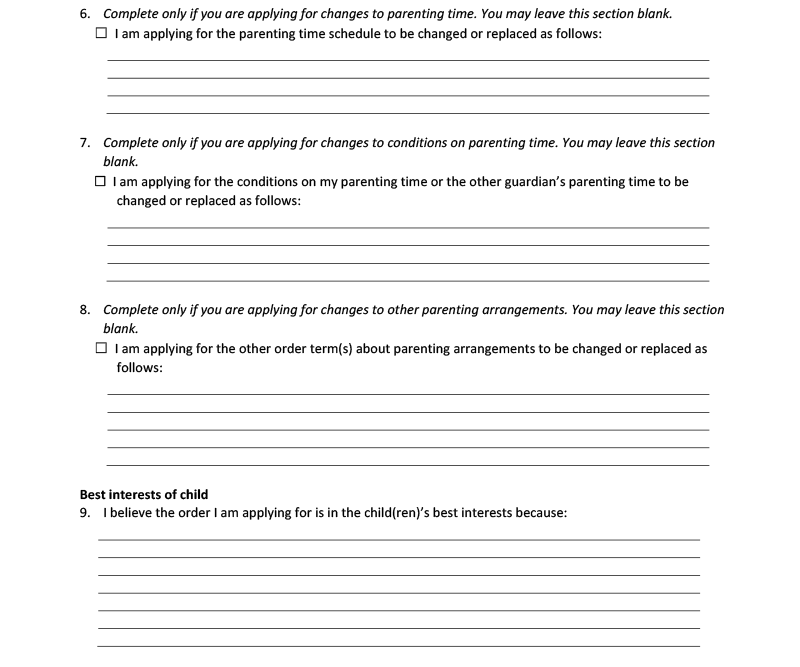 6. Complete only if you are applying for changes to parenting time. You may leave this section blank.
☐ I am applying for the parenting time schedule to be changed or replaced as follows:
7. Complete only if you are applying for changes to conditions on parenting time. You may leave this section
blank.
☐ I am applying for the conditions on my parenting time or the other guardian’s parenting time to be
changed or replaced as follows:
8. Complete only if you are applying for changes to other parenting arrangements. You may leave this section
blank.
☐ I am applying for the other order term(s) about parenting arrangements to be changed or replaced as
follows:
Best interests of child
9. I believe the order I am applying for is in the child(ren)’s best interests because: